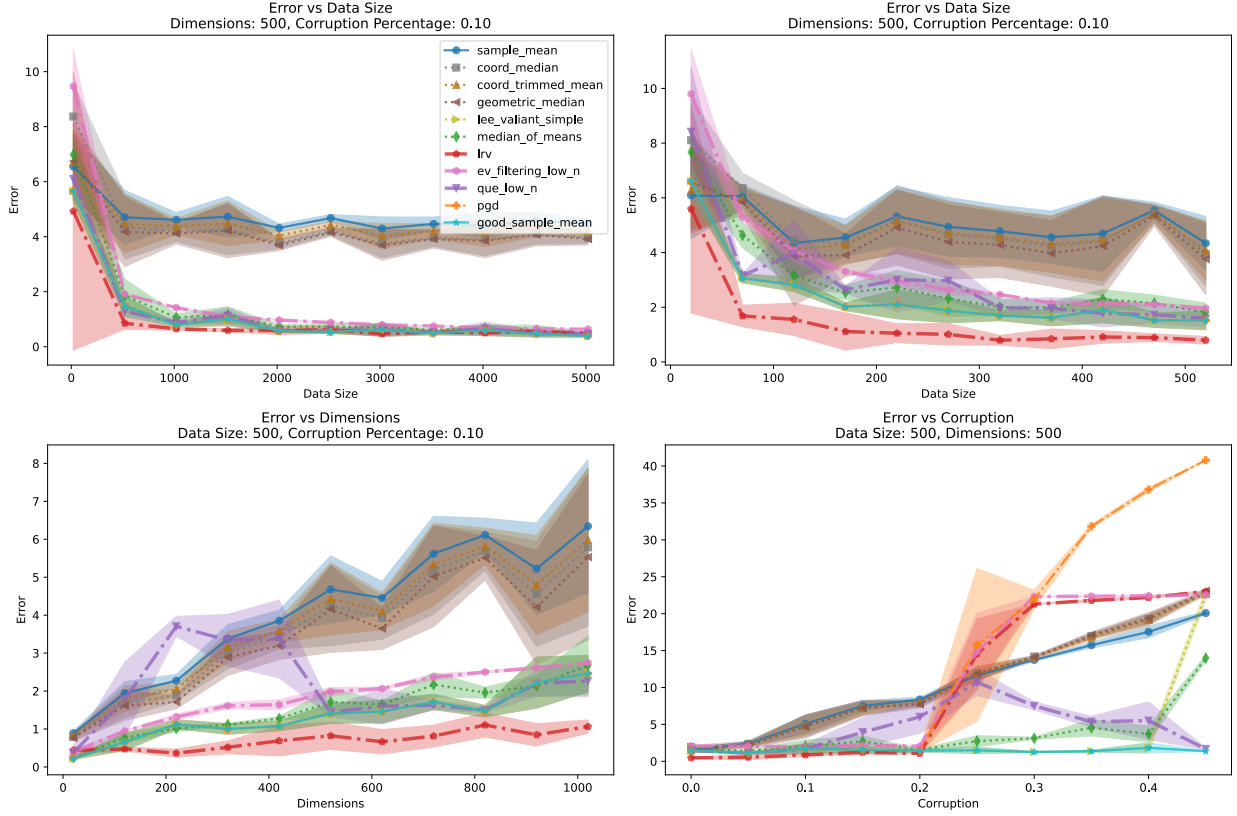 Error vs Data Size
Dimensions: 500, Corruption Percentage: 0.10
Error
10
8
6
4
2
0
0
1000
2000
3000
4000
5000
Data Size
sample_mean
coord_median
coord_trimmed_mean
geometric_median
lee_valiant_simple
median_of_means
lrv
ev_filtering_low_n
que_low_n
pgd
good_sample_mean
Error vs Data Size
Dimensions: 500, Corruption Percentage: 0.10
Error
10
8
6
4
2
0
0
100
200
300
400
500
Data Size
Error vs Dimensions
Data Size: 500, Corruption Percentage: 0.10
Error
8
7
6
5
4
3
2
1
0
0
200
400
600
800
1000
Dimensions
Error vs Corruption
Data Size: 500, Dimensions: 500
Error
40
35
30
25
20
15
10
5
0
0.0
0.1
0.2
0.3
0.4
Corruption